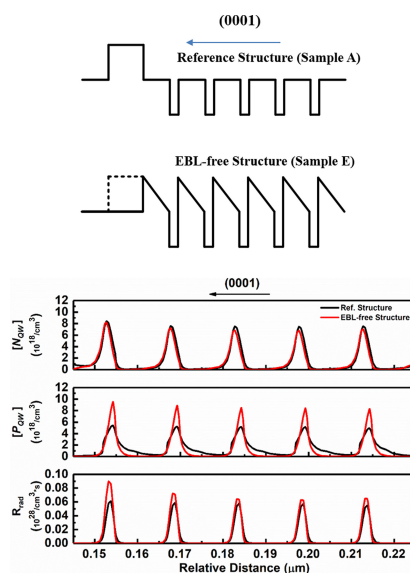 (0001)
Reference Structure (Sample A)
EBL-free Structure (Sample E)
(0001)
[N_QW]
(10^18/cm^3)
12
10
8
6
4
2
0
Ref. Structure
EBL-free Structure
[P_QW]
(10^18/cm^3)
12
10
8
6
4
2
0
R_rad
(10^28/cm^3·s)
0.10
0.08
0.06
0.04
0.02
0.00
0.15 0.16 0.17 0.18 0.19 0.20 0.21 0.22
Relative Distance (μm)